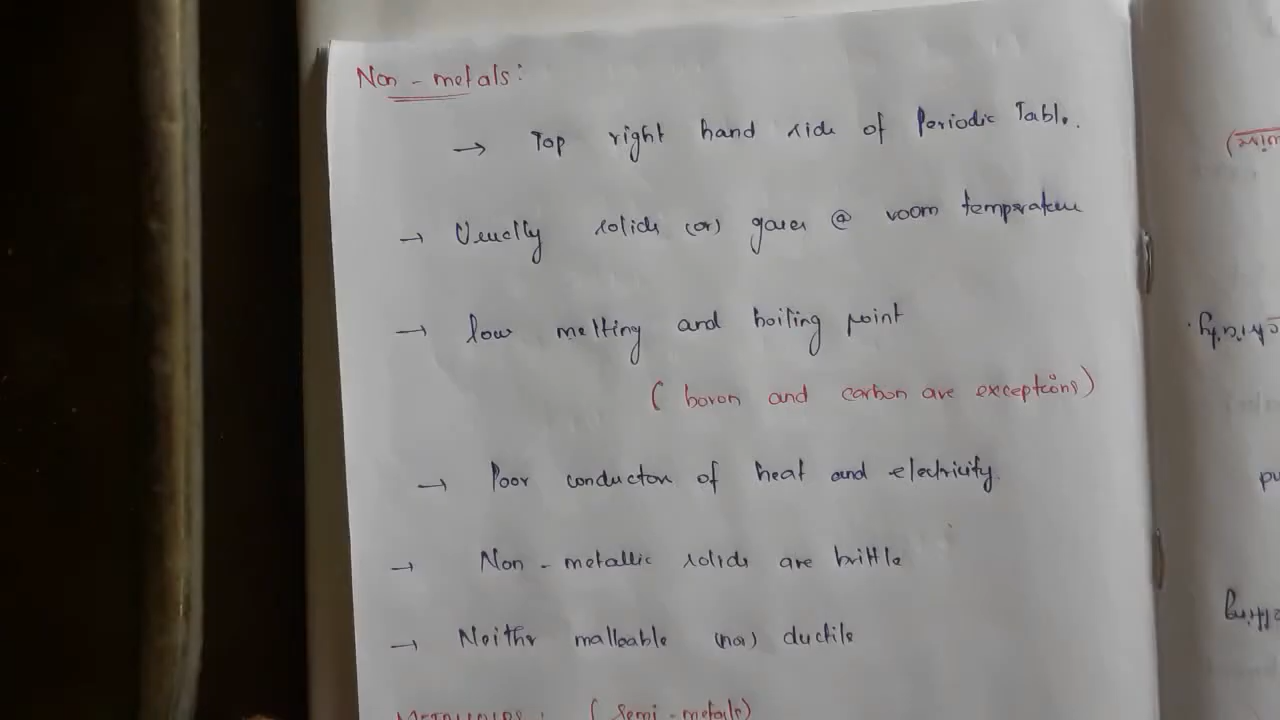 Non - metals:
→ Top right hand side of Periodic Table.
→ Usually solids (or) gases @ room temperature
→ low melting and boiling point
( boron and carbon are exceptions)
→ Poor conductors of heat and electricity.
→ Non - metallic solids are brittle
→ Neither malleable (nor) ductile
METALLOIDS : ( Semi - metals)